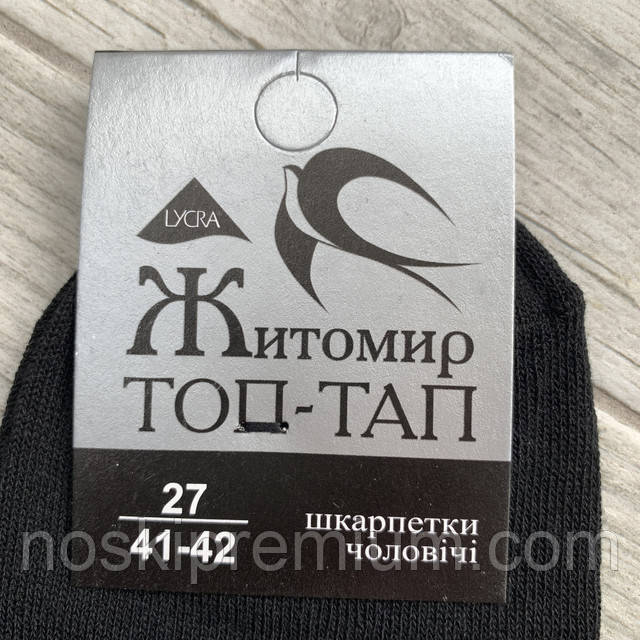 LYCRA
Житомир
ТОП-ТАП
27
41-42
шкарпетки
чоловічі
noskipremium.com